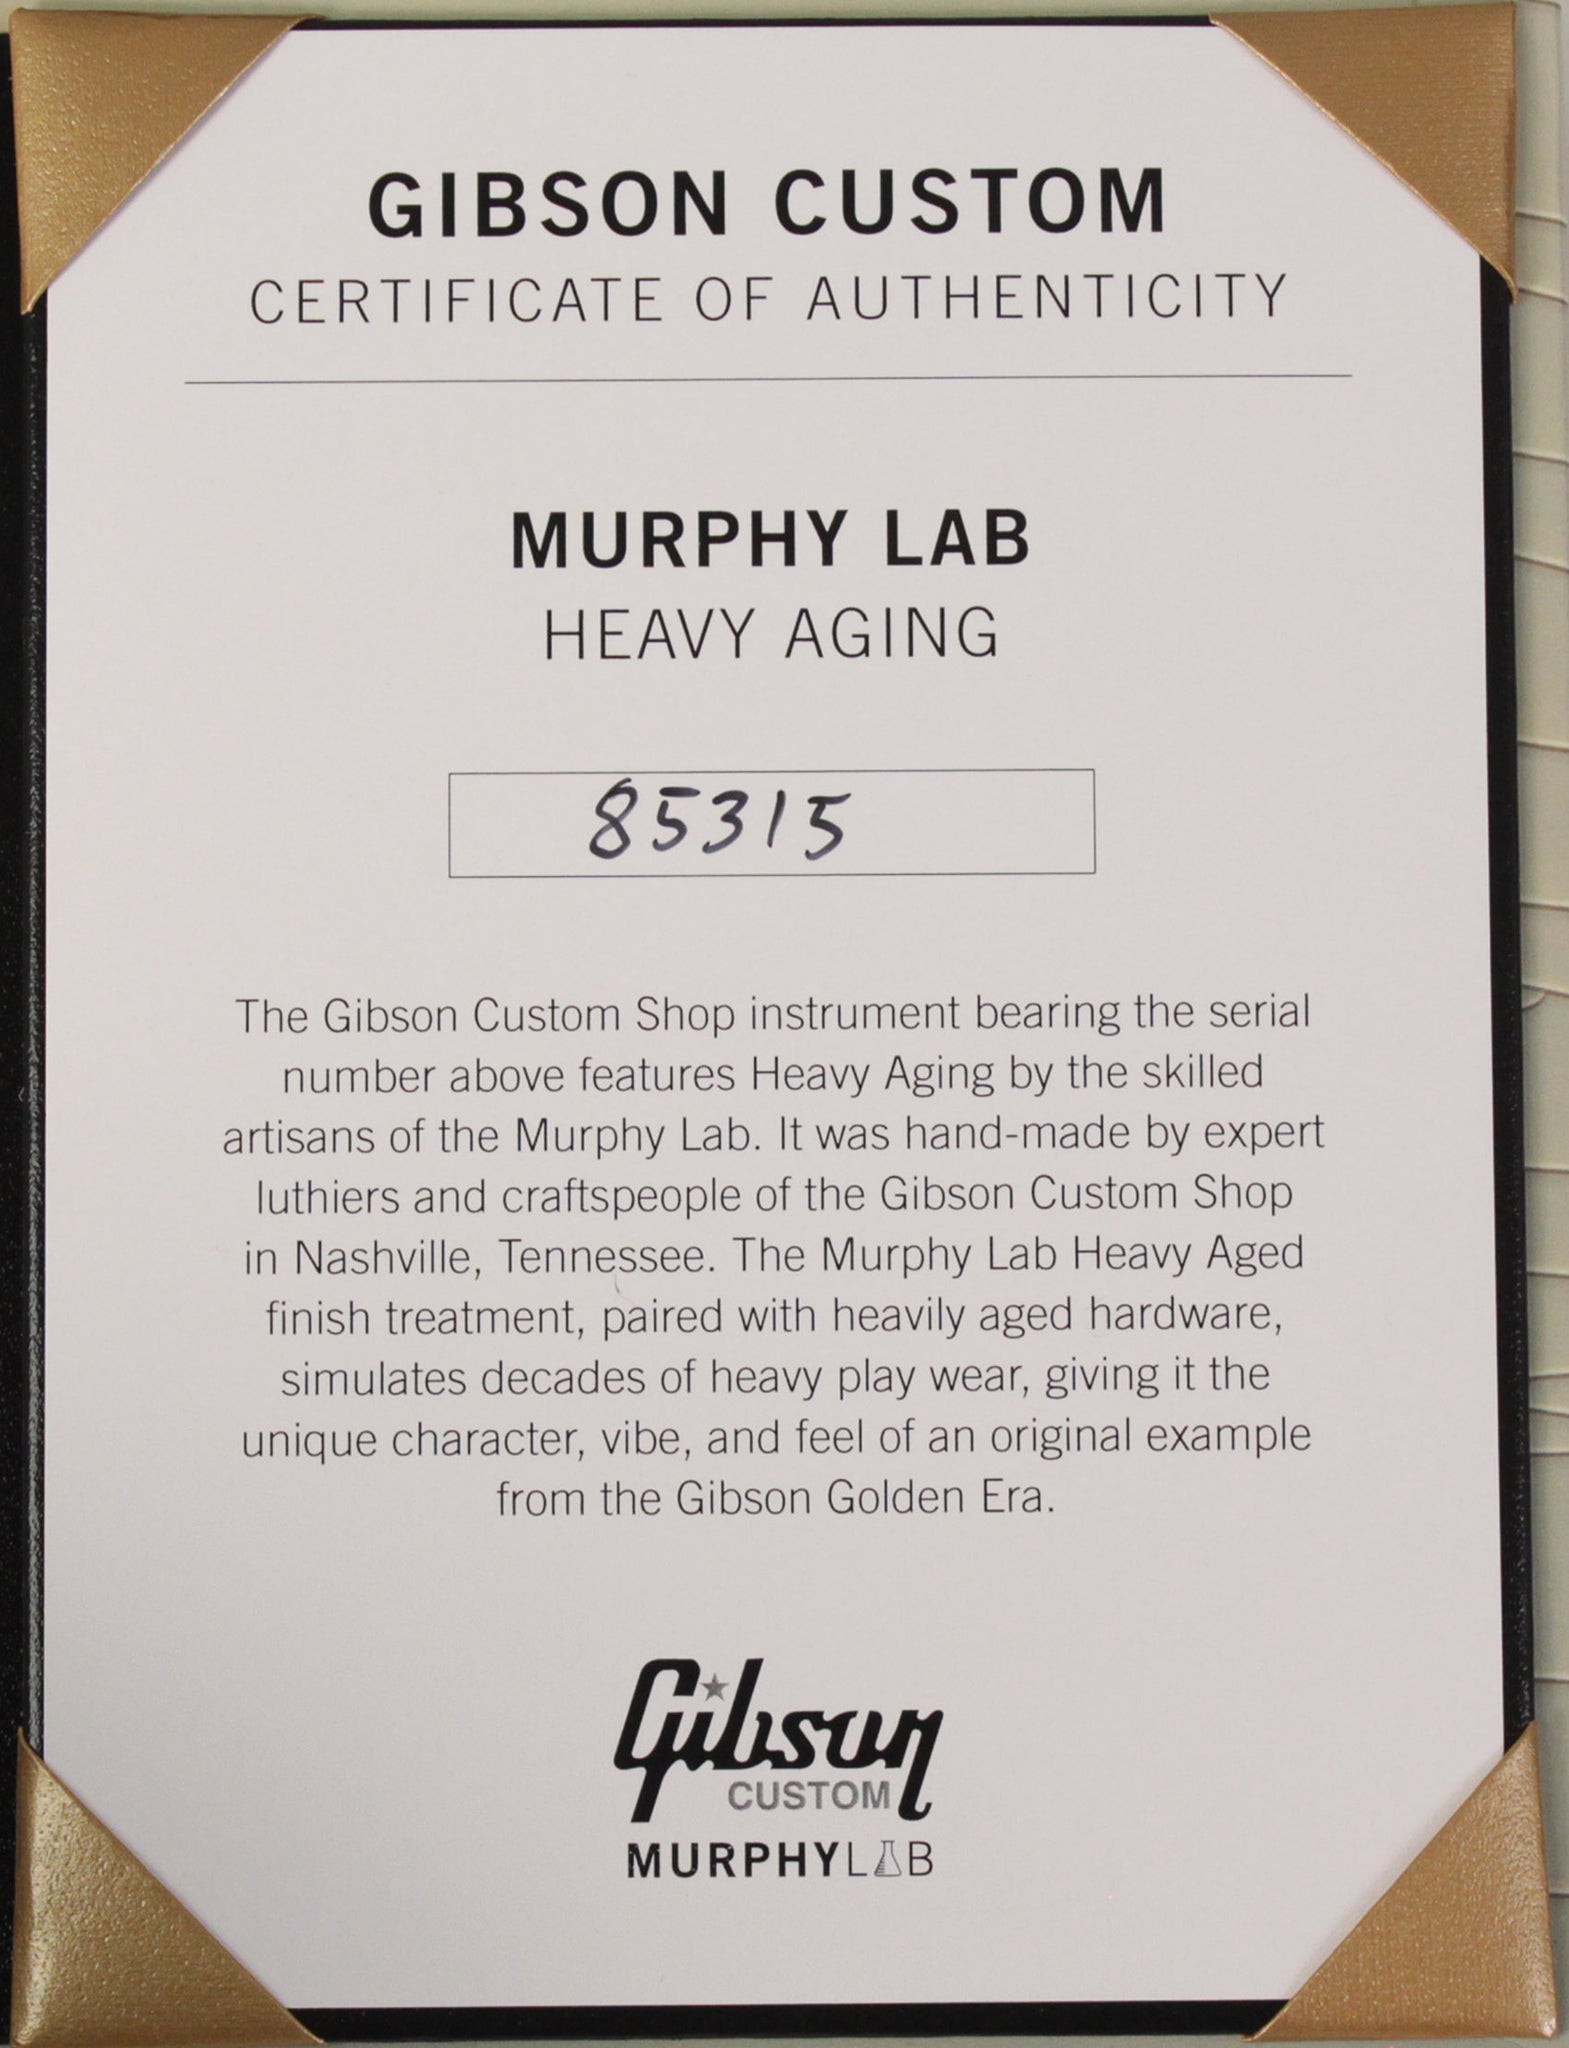 GIBSON CUSTOM
CERTIFICATE OF AUTHENTICITY
MURPHY LAB
HEAVY AGING
85315
The Gibson Custom Shop instrument bearing the serial
number above features Heavy Aging by the skilled
artisans of the Murphy Lab. It was hand-made by expert
luthiers and craftspeople of the Gibson Custom Shop
in Nashville, Tennessee. The Murphy Lab Heavy Aged
finish treatment, paired with heavily aged hardware,
simulates decades of heavy play wear, giving it the
unique character, vibe, and feel of an original example
from the Gibson Golden Era.
Gibson
CUSTOM
MURPHYLAB